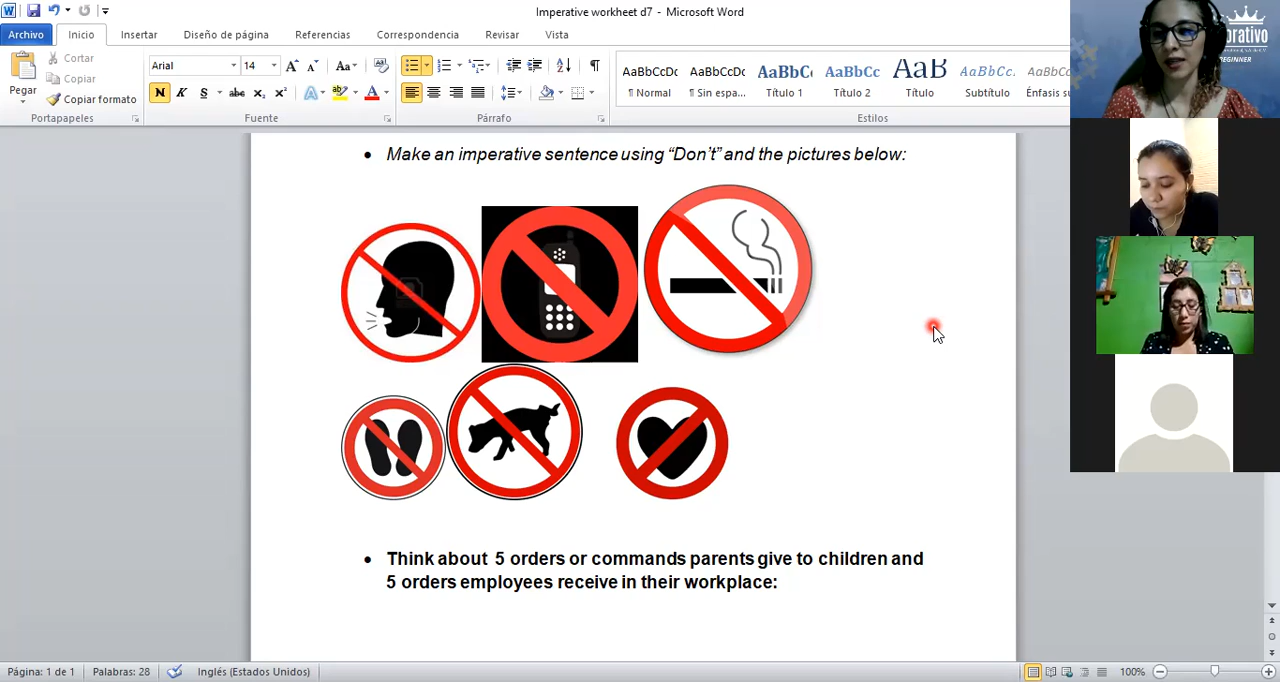 Imperative workheet d7 - Microsoft Word
Archivo Inicio Insertar Diseño de página Referencias Correspondencia Revisar Vista
Pegar
Cortar
Copiar
Copiar formato
Portapapeles
Arial 14
Fuente
Párrafo
AaBbCcDc AaBbCcDc AaBbC AaBbCc AaB AaBbCc. AaBbCc
¶ Normal ¶ Sin espa... Título 1 Título 2 Título Subtítulo Énfasis su
Estilos
orativo
BEGINNER
• Make an imperative sentence using “Don’t” and the pictures below:
• Think about 5 orders or commands parents give to children and
5 orders employees receive in their workplace:
Página: 1 de 1 Palabras: 28 Inglés (Estados Unidos) 100%